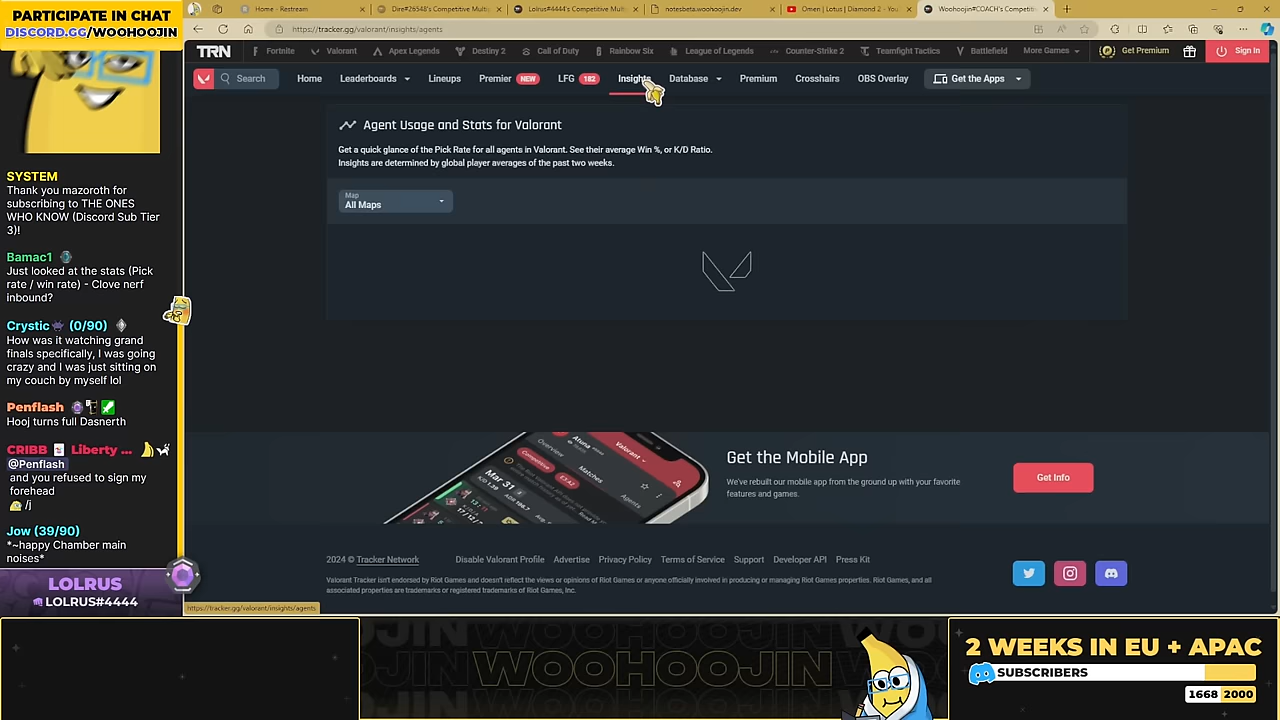 PARTICIPATE IN CHAT
DISCORD.GG/WOOHOOJIN
Home - Restream
Dire#26548's Competitive Mul
Lolrus#4444's Competitive Mult
notesbeta.woohoojin.dev
Omen | Lotus | Diamond 2 - You
Woohoojin#COACH's Competiti
https://tracker.gg/valorant/insights/agents
TRN
Fortnite
Valorant
Apex Legends
Destiny 2
Call of Duty
Rainbow Six
League of Legends
Counter-Strike 2
Teamfight Tactics
Battlefield
More Games
Get Premium
Sign In
Search
Home
Leaderboards
Lineups
Premier NEW
LFG 182
Insights
Database
Premium
Crosshairs
OBS Overlay
Get the Apps
Agent Usage and Stats for Valorant
Get a quick glance of the Pick Rate for all agents in Valorant. See their average Win %, or K/D Ratio.
Insights are determined by global player averages of the past two weeks.
Map
All Maps
SYSTEM
Thank you mazoroth for
subscribing to THE ONES
WHO KNOW (Discord Sub Tier
3)!
Bamac1
Just looked at the stats (Pick
rate / win rate) - Clove nerf
inbound?
Crystic (0/90)
How was it watching grand
finals specifically, I was going
crazy and I was just sitting on
my couch by myself lol
Penflash
Hooj turns full Dasnerth
CRIBB Liberty ...
@Penflash
and you refused to sign my
forehead
/j
Jow (39/90)
*~happy Chamber main
noises*
LOLRUS
LOLRUS#4444
Valorant
Overview
Competitive
Matches
Mar 31
Agents
Get the Mobile App
We've rebuilt our mobile app from the ground up with your favorite
features and games.
Get Info
2024 © Tracker Network
Disable Valorant Profile
Advertise
Privacy Policy
Terms of Service
Support
Developer API
Press Kit
Valorant Tracker isn't endorsed by Riot Games and doesn't reflect the views or opinions of Riot Games or anyone officially involved in producing or managing Riot Games properties. Riot Games, and all
associated properties are trademarks or registered trademarks of Riot Games, Inc.
https://tracker.gg/valorant/insights/agents
WOOHOOJIN
2 WEEKS IN EU + APAC
SUBSCRIBERS
1668 2000